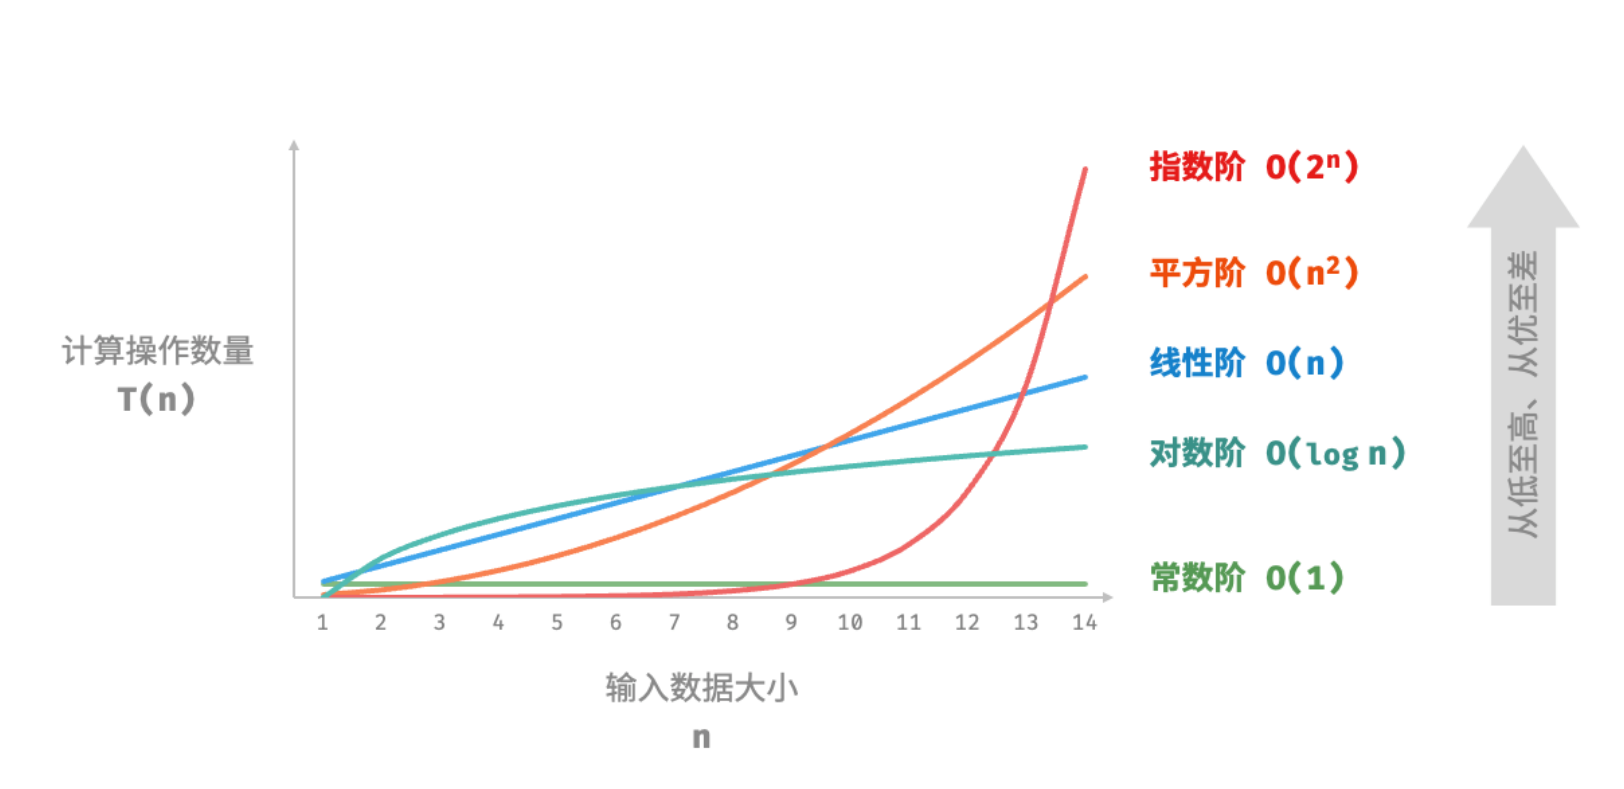 指数阶 O(2ⁿ)
平方阶 O(n²)
计算操作数量
T(n)
线性阶 O(n)
对数阶 O(log n)
常数阶 O(1)
从低至高、从优至差
1 2 3 4 5 6 7 8 9 10 11 12 13 14
输入数据大小
n